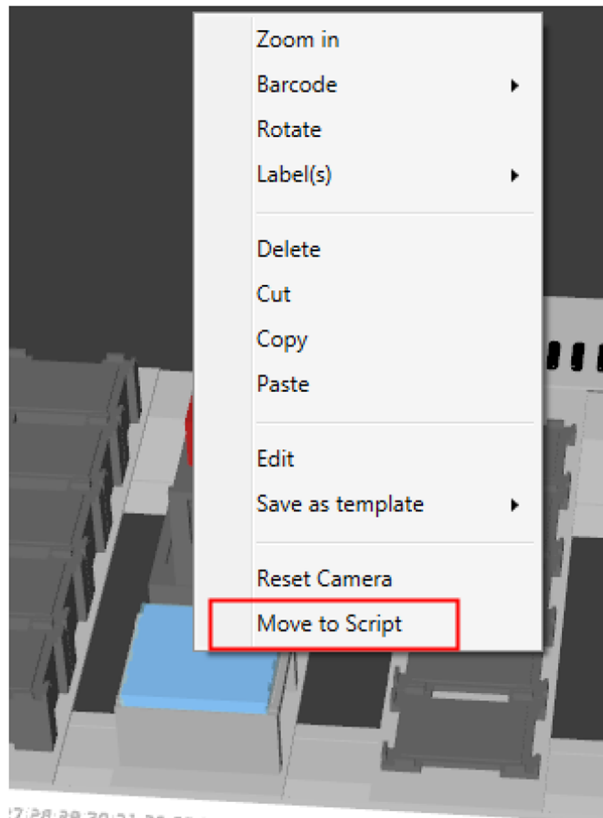 Zoom in
Barcode
Rotate
Label(s)
Delete
Cut
Copy
Paste
Edit
Save as template
Reset Camera
Move to Script